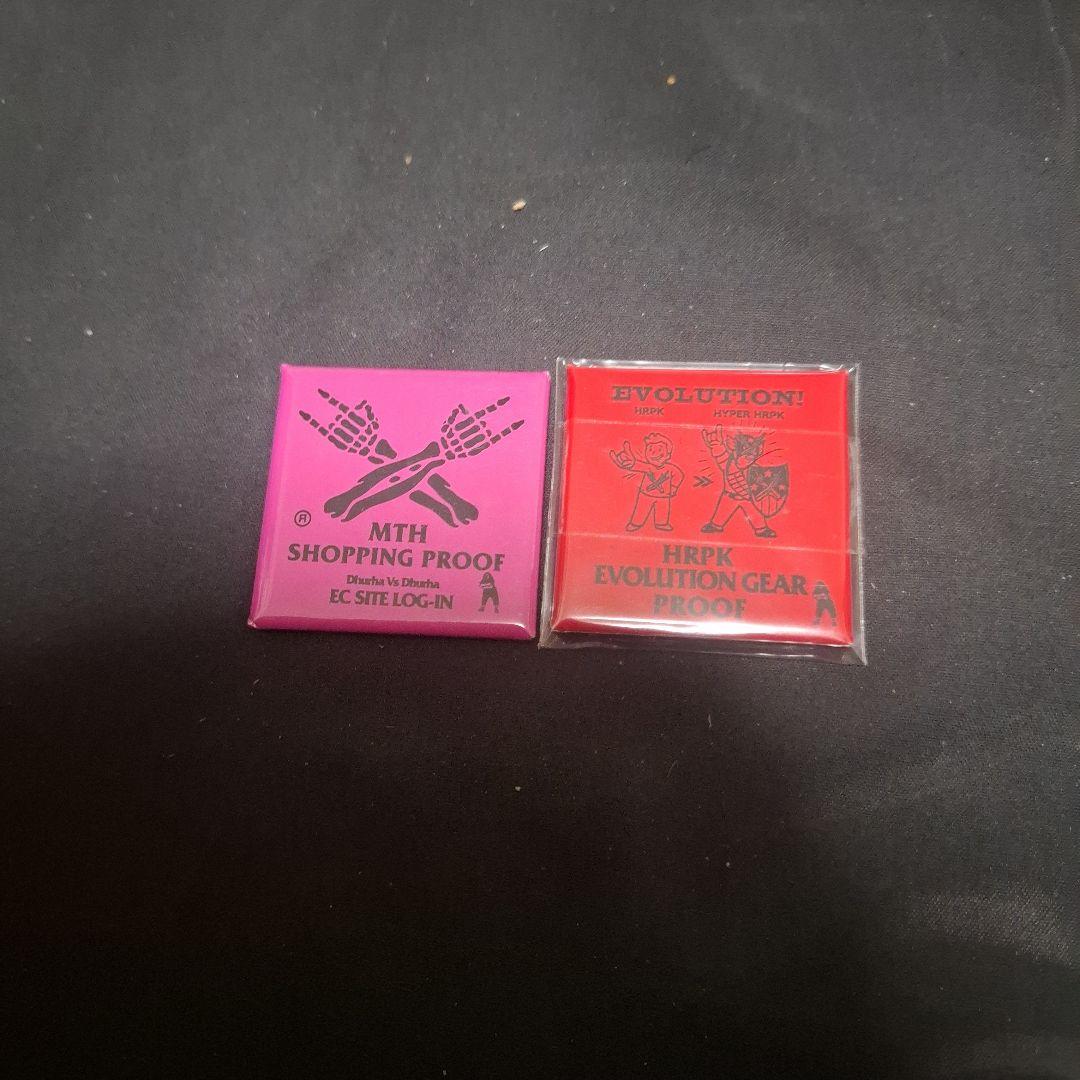 Ⓡ
MTH
SHOPPING PROOF
Dhurha Vs Dhurha
EC SITE LOG-IN
EVOLUTION!
HRPK HYPER HRPK
HRPK
EVOLUTION GEAR
PROOF